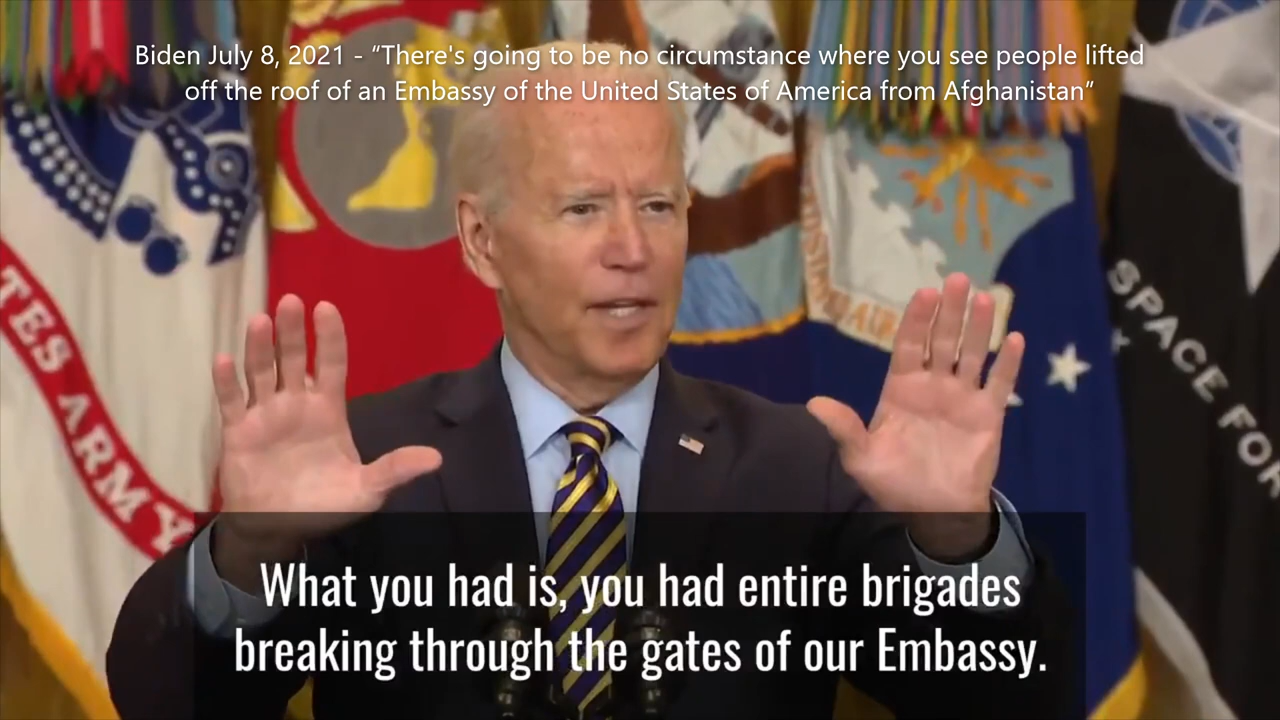 Biden July 8, 2021 - “There's going to be no circumstance where you see people lifted
off the roof of an Embassy of the United States of America from Afghanistan”
TES ARMY
SPACE FOR
What you had is, you had entire brigades
breaking through the gates of our Embassy.